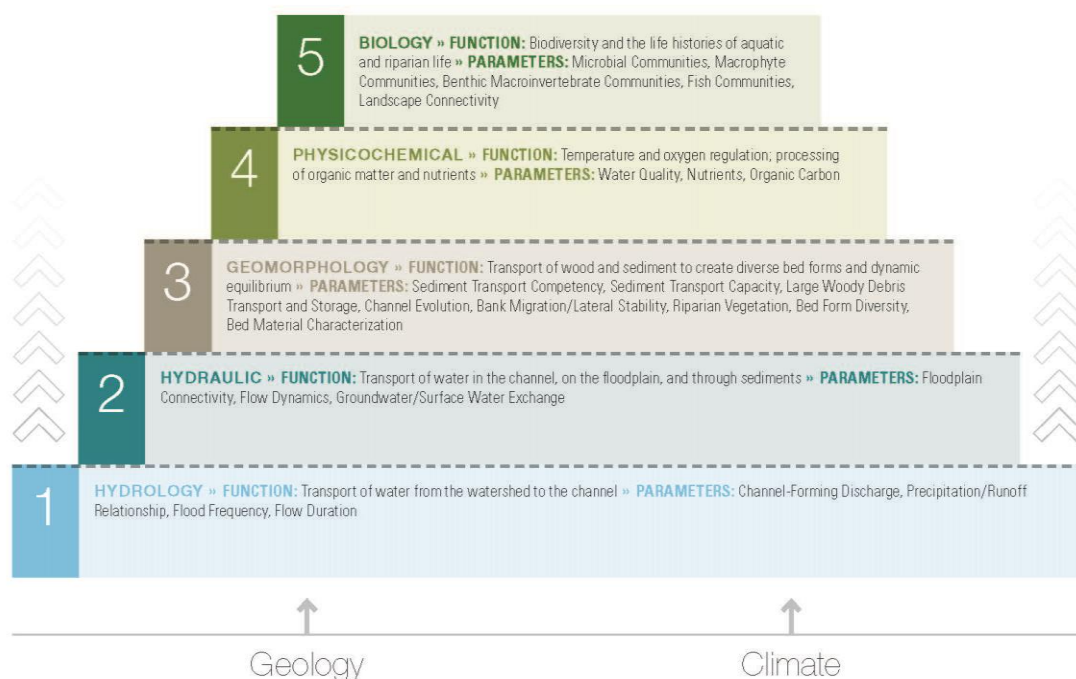 5
BIOLOGY » FUNCTION: Biodiversity and the life histories of aquatic
and riparian life » PARAMETERS: Microbial Communities, Macrophyte
Communities, Benthic Macroinvertebrate Communities, Fish Communities,
Landscape Connectivity
4
PHYSICOCHEMICAL » FUNCTION: Temperature and oxygen regulation; processing
of organic matter and nutrients » PARAMETERS: Water Quality, Nutrients, Organic Carbon
3
GEOMORPHOLOGY » FUNCTION: Transport of wood and sediment to create diverse bed forms and dynamic
equilibrium » PARAMETERS: Sediment Transport Competency, Sediment Transport Capacity, Large Woody Debris
Transport and Storage, Channel Evolution, Bank Migration/Lateral Stability, Riparian Vegetation, Bed Form Diversity,
Bed Material Characterization
2
HYDRAULIC » FUNCTION: Transport of water in the channel, on the floodplain, and through sediments » PARAMETERS: Floodplain
Connectivity, Flow Dynamics, Groundwater/Surface Water Exchange
1
HYDROLOGY » FUNCTION: Transport of water from the watershed to the channel » PARAMETERS: Channel-Forming Discharge, Precipitation/Runoff
Relationship, Flood Frequency, Flow Duration
Geology
Climate